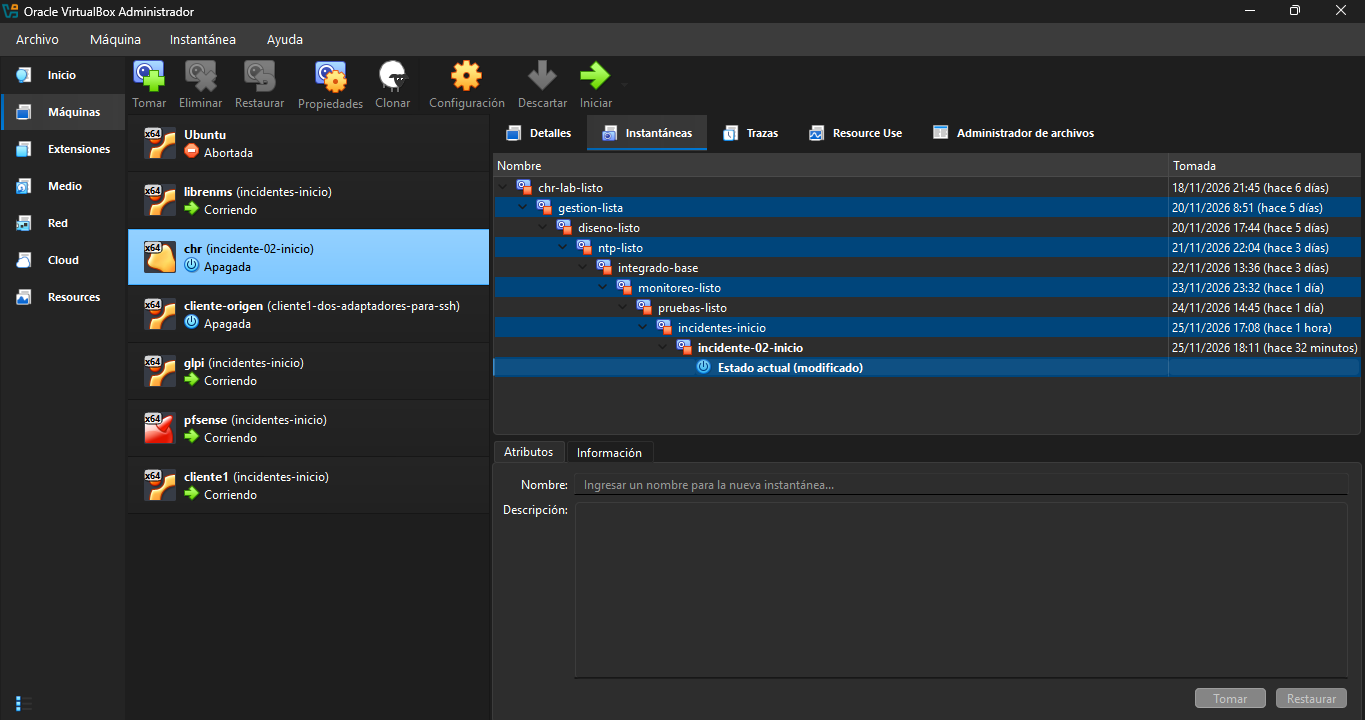 Oracle VirtualBox Administrador
Archivo Máquina Instantánea Ayuda
Inicio
Máquinas
Extensiones
Medio
Red
Cloud
Resources
Tomar Eliminar Restaurar Propiedades Clonar Configuración Descartar Iniciar
x64 Ubuntu
Abortada
x64 librenms (incidentes-inicio)
Corriendo
x64 chr (incidente-02-inicio)
Apagada
x64 cliente-origen (cliente1-dos-adaptadores-para-ssh)
Apagada
x64 glpi (incidentes-inicio)
Corriendo
x64 pfsense (incidentes-inicio)
Corriendo
x64 cliente1 (incidentes-inicio)
Corriendo
Detalles Instantáneas Trazas Resource Use Administrador de archivos
Nombre Tomada
chr-lab-listo 18/11/2026 21:45 (hace 6 días)
gestion-lista 20/11/2026 8:51 (hace 5 días)
diseno-listo 20/11/2026 17:44 (hace 5 días)
ntp-listo 21/11/2026 22:04 (hace 3 días)
integrado-base 22/11/2026 13:36 (hace 3 días)
monitoreo-listo 23/11/2026 23:32 (hace 1 día)
pruebas-listo 24/11/2026 14:45 (hace 1 día)
incidentes-inicio 25/11/2026 17:08 (hace 1 hora)
incidente-02-inicio 25/11/2026 18:11 (hace 32 minutos)
Estado actual (modificado)
Atributos Información
Nombre: Ingresar un nombre para la nueva instantánea...
Descripción:
Tomar Restaurar